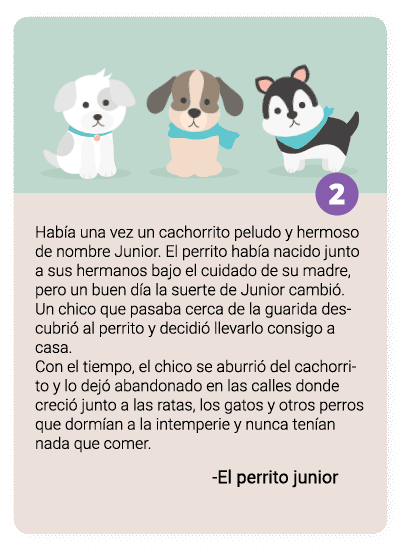 2
Había una vez un cachorrito peludo y hermoso
de nombre Junior. El perrito había nacido junto
a sus hermanos bajo el cuidado de su madre,
pero un buen día la suerte de Junior cambió.
Un chico que pasaba cerca de la guarida des-
cubrió al perrito y decidió llevarlo consigo a
casa.
Con el tiempo, el chico se aburrió del cachorri-
to y lo dejó abandonado en las calles donde
creció junto a las ratas, los gatos y otros perros
que dormían a la intemperie y nunca tenían
nada que comer.
-El perrito junior